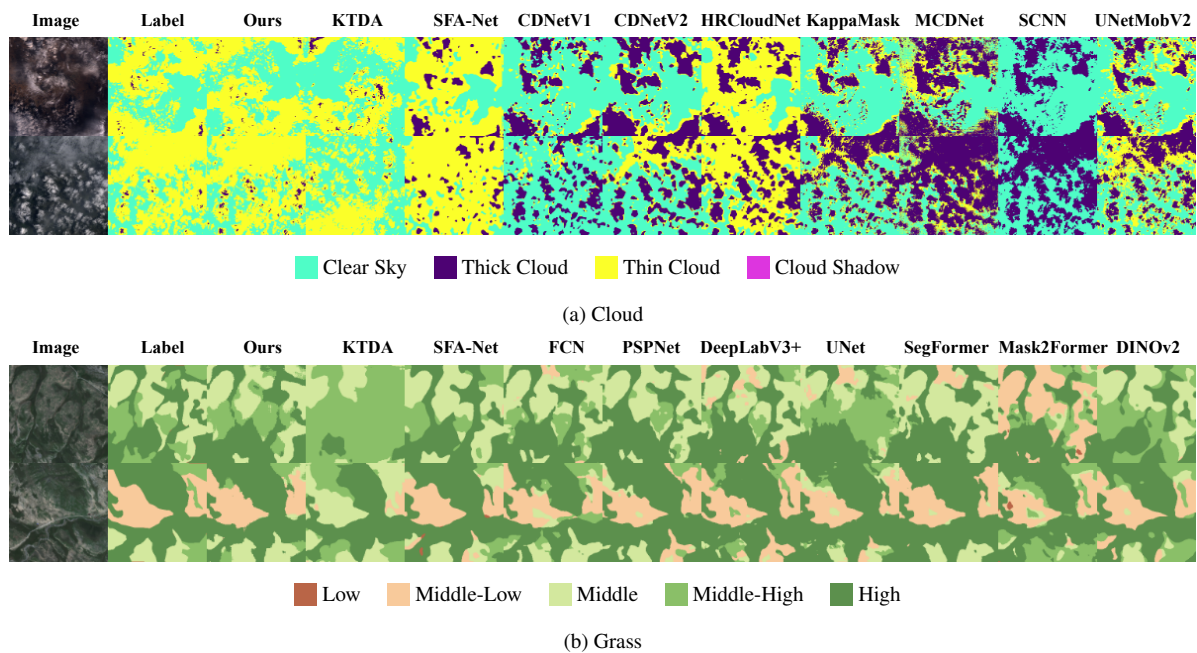 Image Label Ours KTDA SFA-Net CDNetV1 CDNetV2 HRCloudNet KappaMask MCDNet SCNN UNetMobV2
Clear Sky Thick Cloud Thin Cloud Cloud Shadow
(a) Cloud
Image Label Ours KTDA SFA-Net FCN PSPNet DeepLabV3+ UNet SegFormer Mask2Former DINOv2
Low Middle-Low Middle Middle-High High
(b) Grass